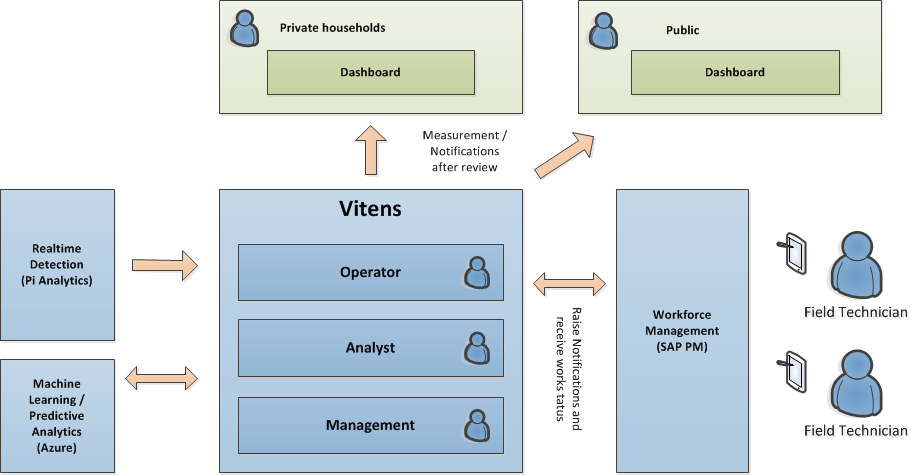 Private households
Dashboard
Public
Dashboard
Measurement /
Notifications
after review
Realtime
Detection
(Pi Analytics)
Machine
Learning /
Predictive
Analytics
(Azure)
Vitens
Operator
Analyst
Management
Raise Notifications and
receive works tatus
Workforce
Management
(SAP PM)
Field Technician
Field Technician